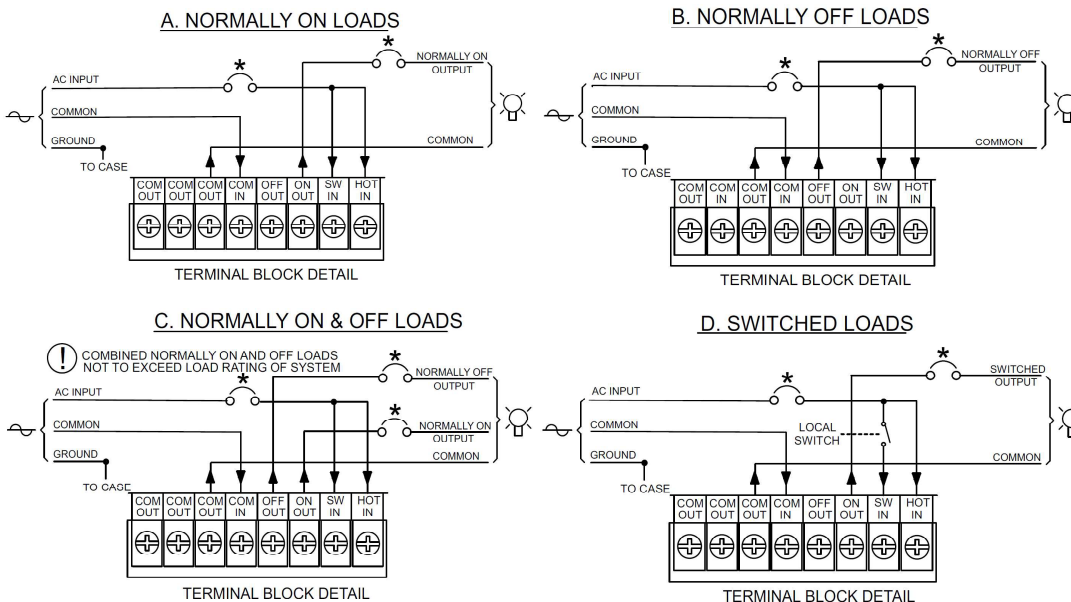 A. NORMALLY ON LOADS
*
*
NORMALLY ON
OUTPUT
AC INPUT
COMMON
GROUND
TO CASE
COMMON
COM OUT COM OUT COM OUT COM IN OFF OUT ON OUT SW IN HOT IN
TERMINAL BLOCK DETAIL
B. NORMALLY OFF LOADS
*
*
NORMALLY OFF
OUTPUT
AC INPUT
COMMON
GROUND
TO CASE
COMMON
COM OUT COM IN COM OUT COM IN OFF OUT ON OUT SW IN HOT IN
TERMINAL BLOCK DETAIL
C. NORMALLY ON & OFF LOADS
! COMBINED NORMALLY ON AND OFF LOADS
NOT TO EXCEED LOAD RATING OF SYSTEM
*
*
NORMALLY OFF
OUTPUT
AC INPUT
*
COMMON
NORMALLY ON
OUTPUT
GROUND
TO CASE
COMMON
COM OUT COM OUT COM OUT COM IN OFF OUT ON OUT SW IN HOT IN
TERMINAL BLOCK DETAIL
D. SWITCHED LOADS
*
*
SWITCHED
OUTPUT
AC INPUT
COMMON
LOCAL
SWITCH
GROUND
TO CASE
COMMON
COM OUT COM OUT COM OUT COM IN OFF OUT ON OUT SW IN HOT IN
TERMINAL BLOCK DETAIL